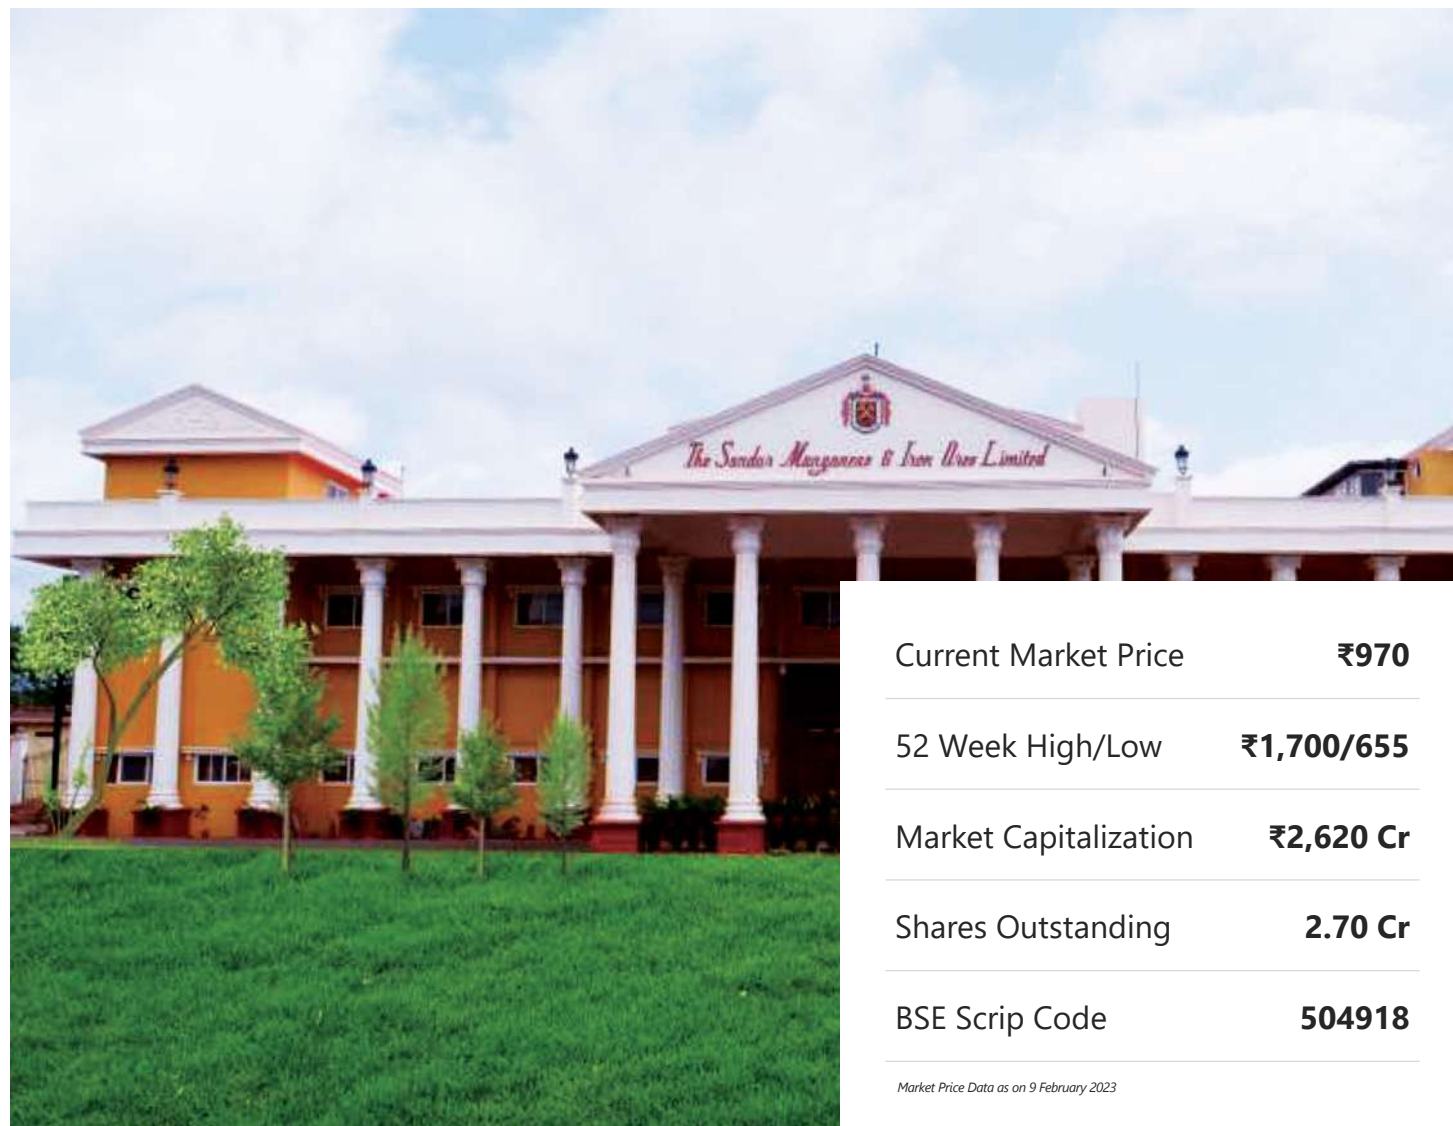 The Sandur Manganese & Iron Ores Limited
Current Market Price ₹970
52 Week High/Low ₹1,700/655
Market Capitalization ₹2,620 Cr
Shares Outstanding 2.70 Cr
BSE Scrip Code 504918
Market Price Data as on 9 February 2023